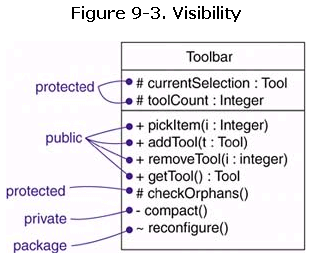 Figure 9-3. Visibility
Toolbar
protected
# currentSelection : Tool
# toolCount : Integer
public
+ pickItem(i : Integer)
+ addTool(t : Tool)
+ removeTool(i : integer)
+ getTool() : Tool
protected
# checkOrphans()
private
- compact()
package
~ reconfigure()